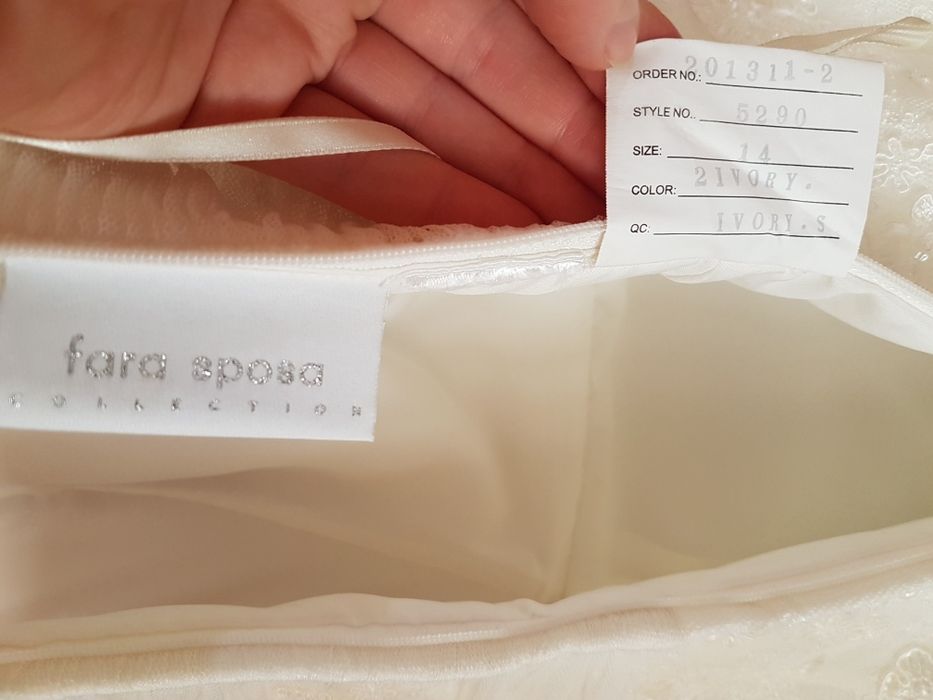 ORDER NO.: 201311-2
STYLE NO.. 5290
SIZE: 14
COLOR: 2IVORY.
QC: IVORY.S
fara sposa
COLLECTION